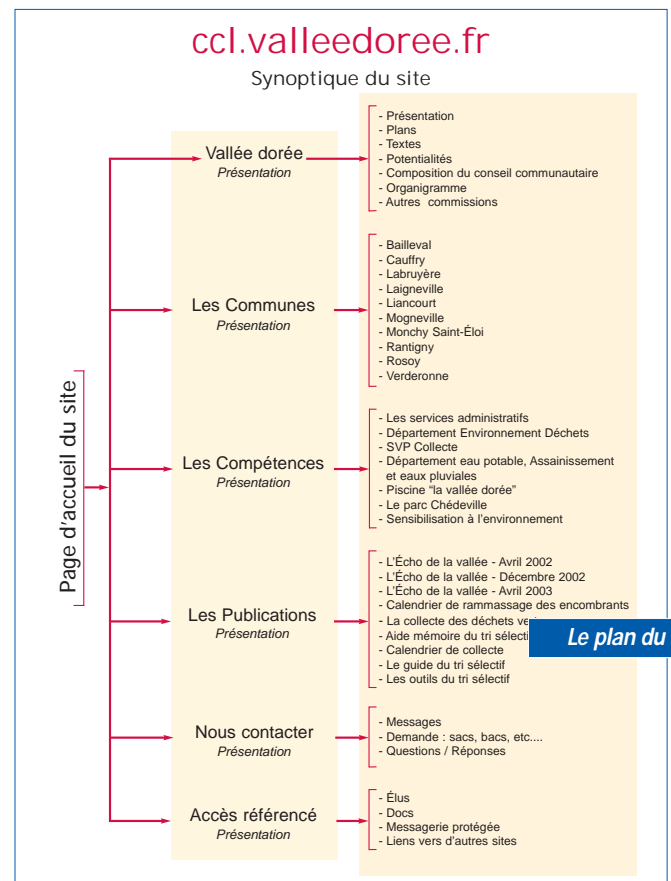 ccl.valleedoree.fr
Synoptique du site
Page d'accueil du site
Vallée dorée
Présentation
- Présentation
- Plans
- Textes
- Potentialités
- Composition du conseil communautaire
- Organigramme
- Autres commissions
Les Communes
Présentation
- Bailleval
- Cauffry
- Labruyère
- Laigneville
- Liancourt
- Mogneville
- Monchy Saint-Éloi
- Rantigny
- Rosoy
- Verderonne
Les Compétences
Présentation
- Les services administratifs
- Département Environnement Déchets
- SVP Collecte
- Département eau potable, Assainissement
et eaux pluviales
- Piscine "la vallée dorée"
- Le parc Chédeville
- Sensibilisation à l'environnement
Les Publications
Présentation
- L'Écho de la vallée - Avril 2002
- L'Écho de la vallée - Décembre 2002
- L'Écho de la vallée - Avril 2003
- Calendrier de rammassage des encombrants
- La collecte des déchets
- Aide mémoire du tri
- Calendrier de collecte
- Le guide du tri sélectif
- Les outils du tri sélectif
Le plan du
Nous contacter
Présentation
- Messages
- Demande : sacs, bacs, etc....
- Questions / Réponses
Accès référencé
Présentation
- Élus
- Docs
- Messagerie protégée
- Liens vers d'autres sites